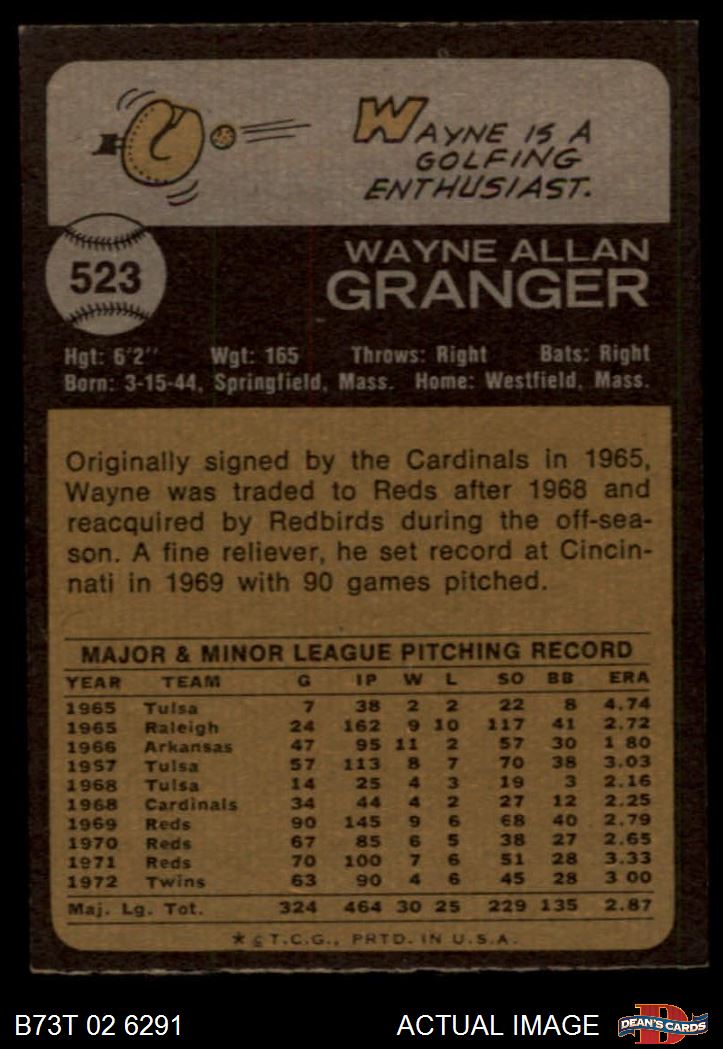 WAYNE IS A
GOLFING
ENTHUSIAST.
523
WAYNE ALLAN
GRANGER
Hgt: 6'2" Wgt: 165 Throws: Right Bats: Right
Born: 3-15-44, Springfield, Mass. Home: Westfield, Mass.
Originally signed by the Cardinals in 1965,
Wayne was traded to Reds after 1968 and
reacquired by Redbirds during the off-sea-
son. A fine reliever, he set record at Cincin-
nati in 1969 with 90 games pitched.
MAJOR & MINOR LEAGUE PITCHING RECORD
YEAR TEAM G IP W L SO BB ERA
1965 Tulsa 7 38 2 2 22 8 4.74
1965 Raleigh 24 162 9 10 117 41 2.72
1966 Arkansas 47 95 11 2 57 30 1 80
1957 Tulsa 57 113 8 7 70 38 3.03
1968 Tulsa 14 25 4 3 19 3 2.16
1968 Cardinals 34 44 4 2 27 12 2.25
1969 Reds 90 145 9 6 68 40 2.79
1970 Reds 67 85 6 5 38 27 2.65
1971 Reds 70 100 7 6 51 28 3.33
1972 Twins 63 90 4 6 45 28 3 00
Maj. Lg. Tot. 324 464 30 25 229 135 2.87
* © T.C.G., PRTD. IN U.S.A.
B73T 02 6291 ACTUAL IMAGE D DEAN'S CARDS